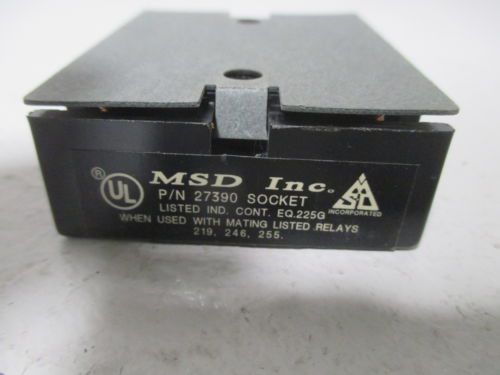 ® UL MSD Inc. MSD
P/N 27390 SOCKET
LISTED IND. CONT. EQ.225G INCORPORATED
WHEN USED WITH MATING LISTED RELAYS
219, 246, 255.